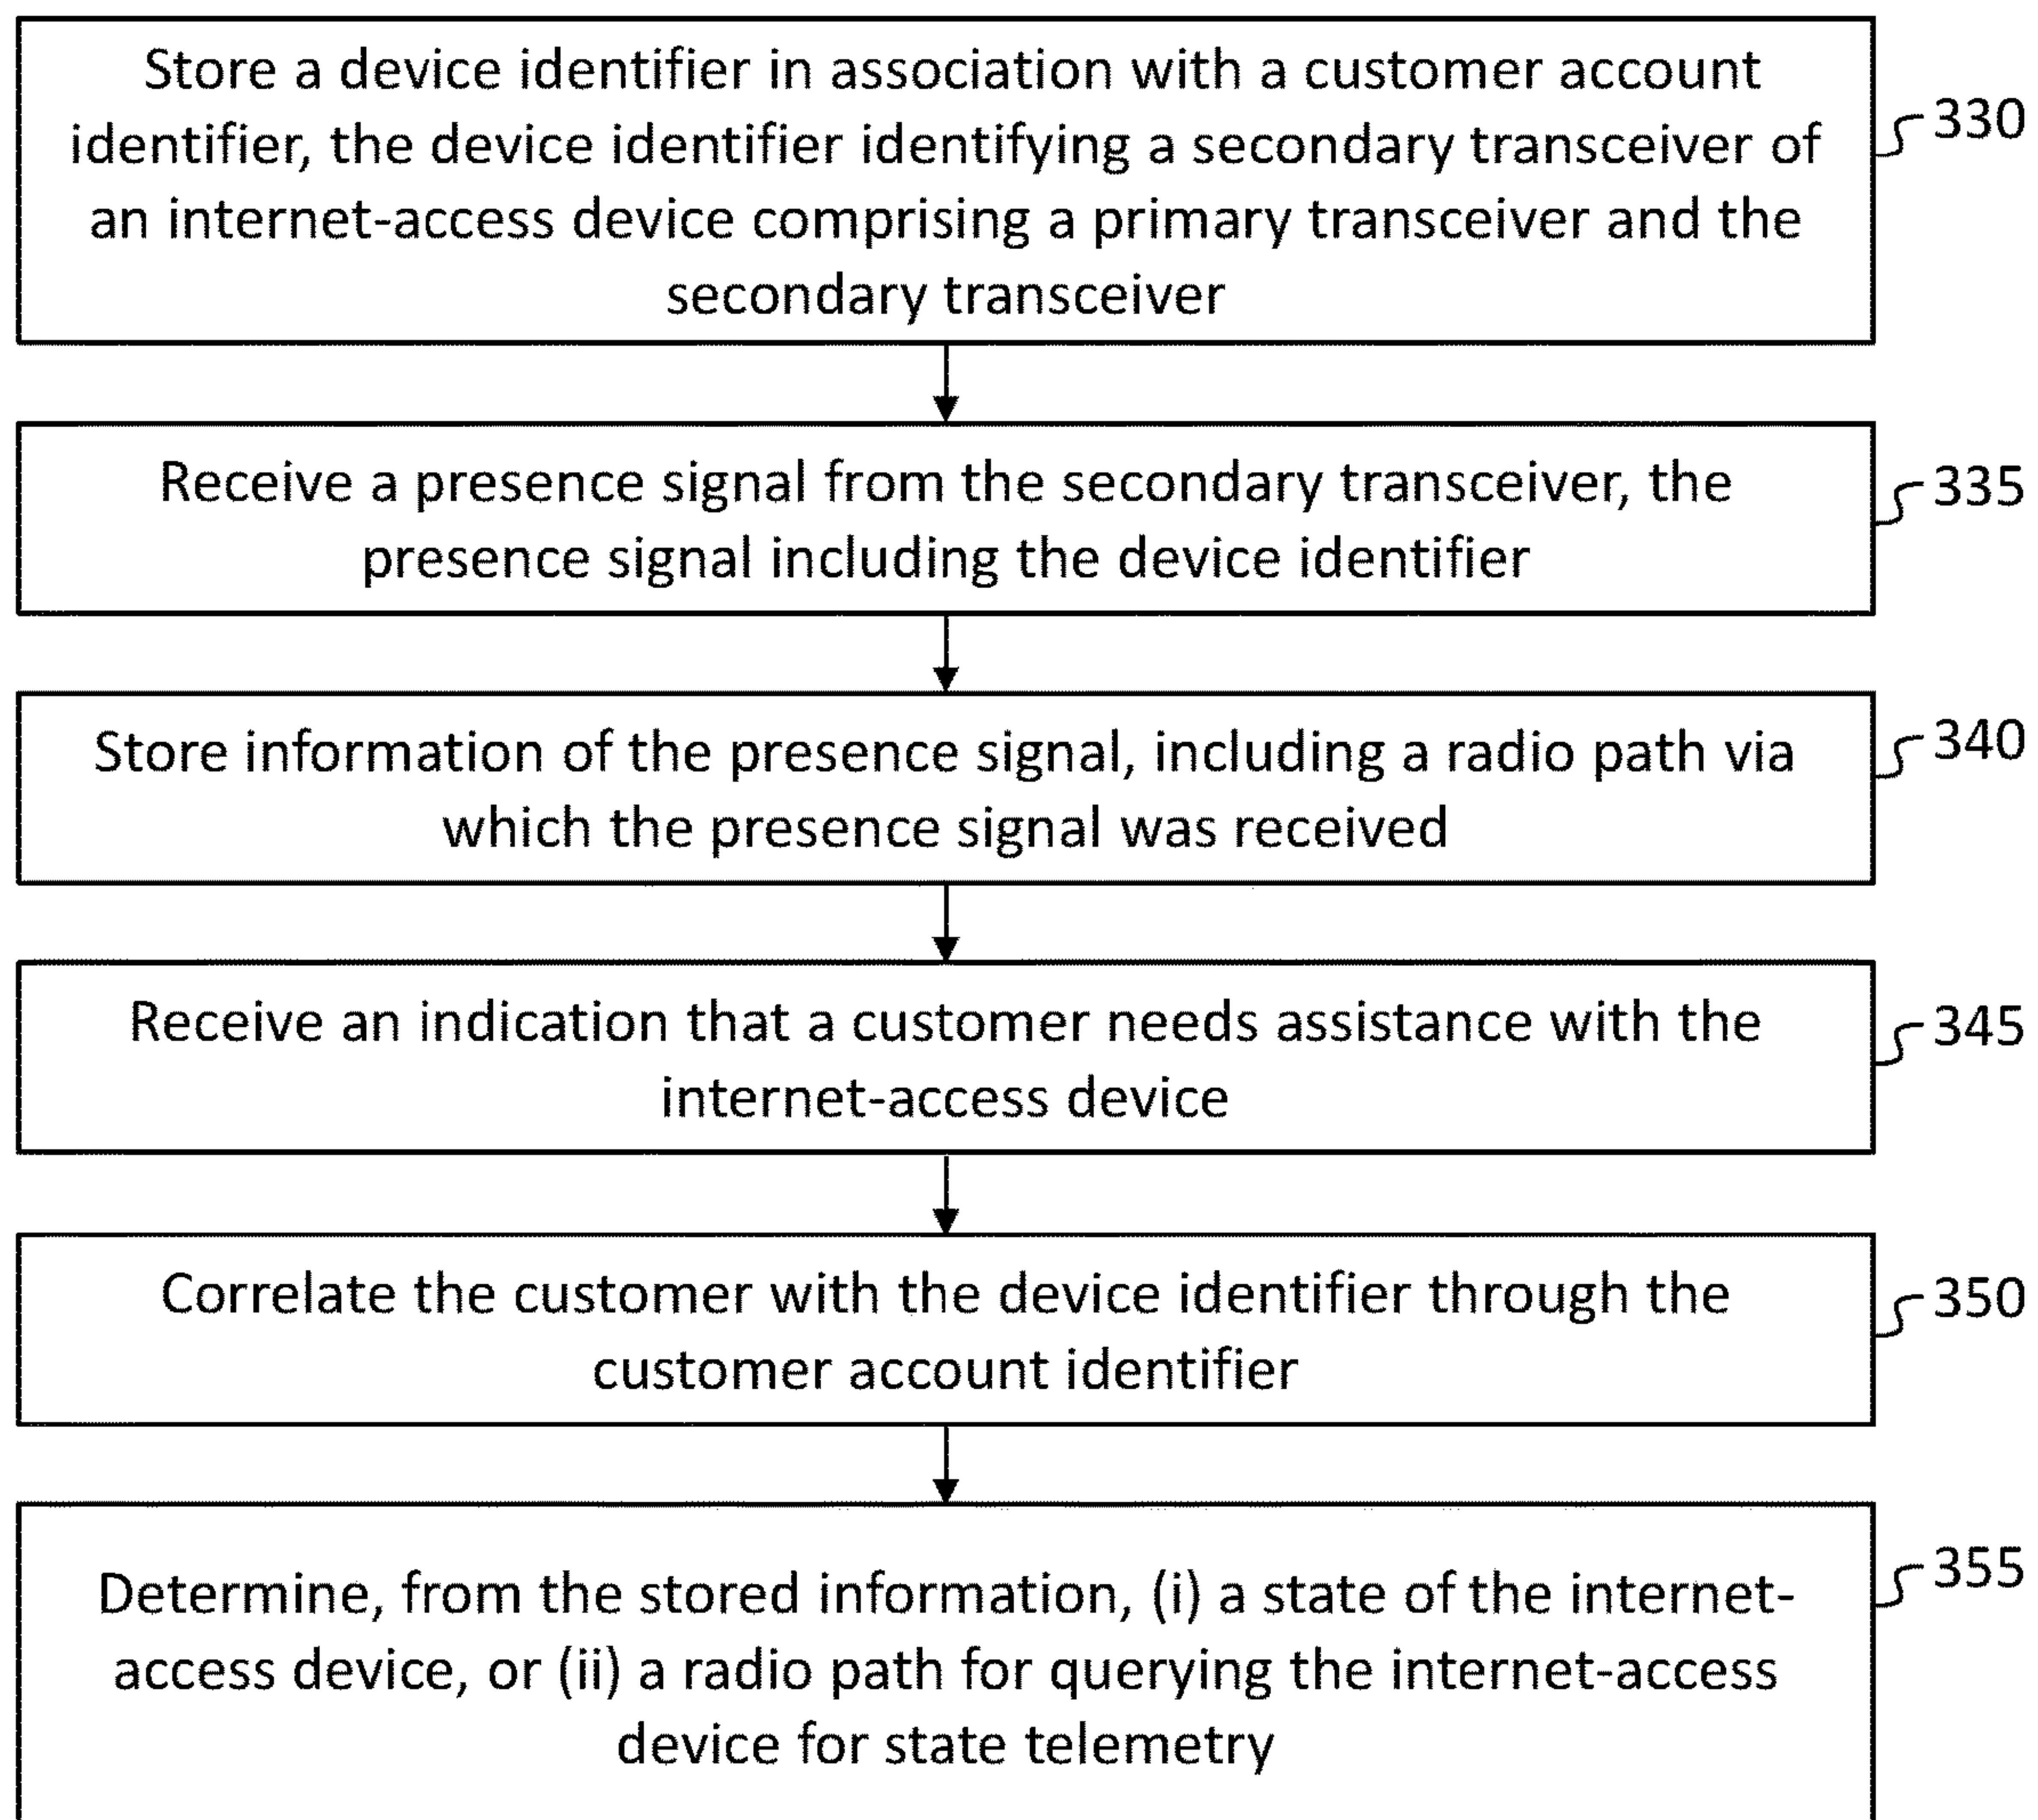 Store a device identifier in association with a customer account
identifier, the device identifier identifying a secondary transceiver of
an internet-access device comprising a primary transceiver and the
secondary transceiver
330
Receive a presence signal from the secondary transceiver, the
presence signal including the device identifier
335
Store information of the presence signal, including a radio path via
which the presence signal was received
340
Receive an indication that a customer needs assistance with the
internet-access device
345
Correlate the customer with the device identifier through the
customer account identifier
350
Determine, from the stored information, (i) a state of the internet-
access device, or (ii) a radio path for querying the internet-access
device for state telemetry
355